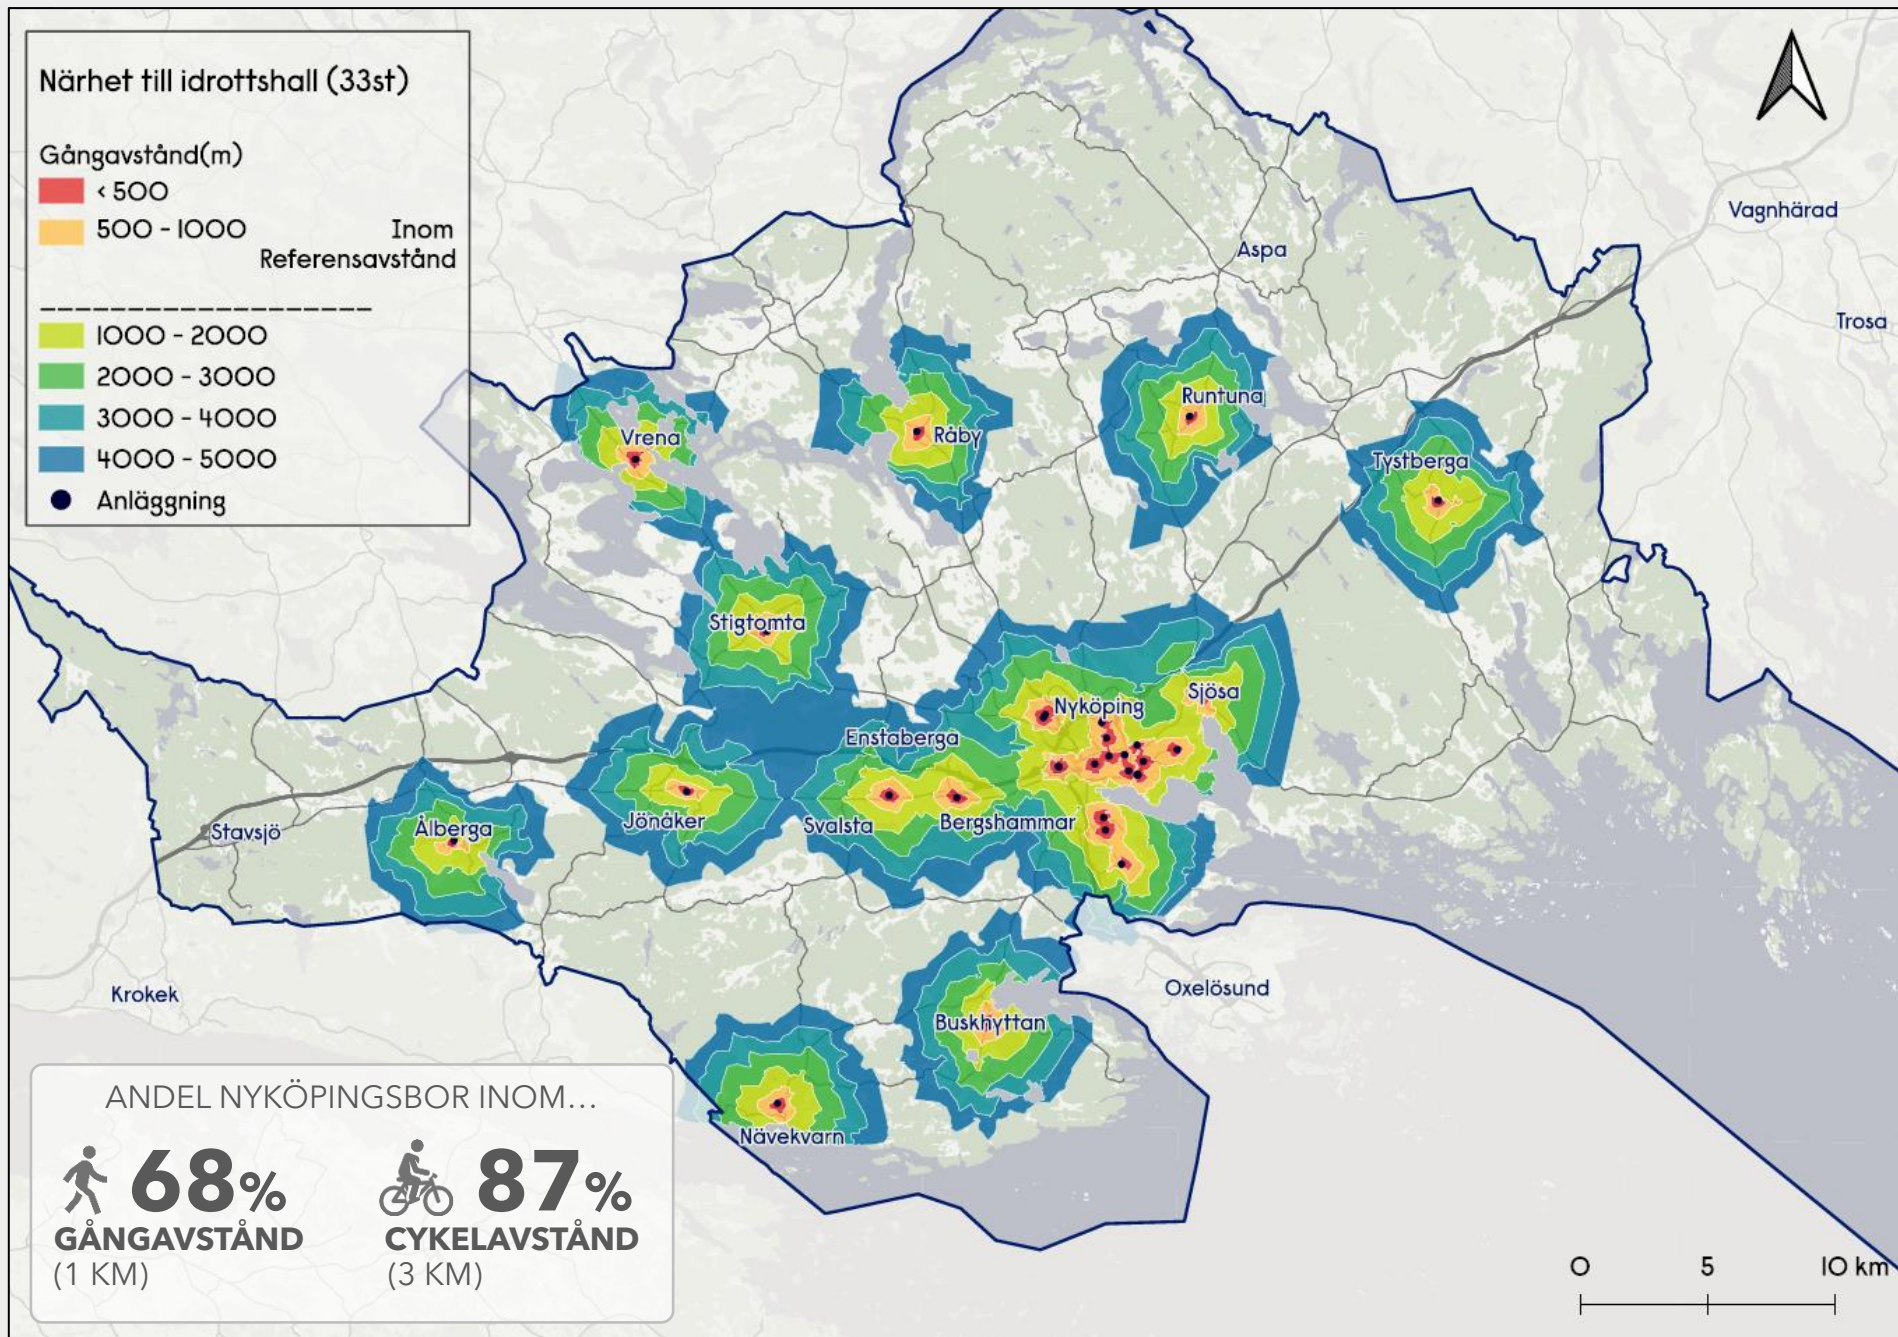 Närhet till idrottshall (33st)
Gångavstånd(m)
< 500
500 - 1000
Inom
Referensavstånd
1000 - 2000
2000 - 3000
3000 - 4000
4000 - 5000
Anläggning
Vagnhärad
Aspa
Trosa
Runtuna
Vrena
Råby
Tystberga
Stigtomta
Sjösa
Nyköping
Enstaberga
Stavsjö
Ålberga
Jönåker
Svalsta
Bergshammar
Krokek
Oxelösund
Buskhyttan
Nävekvarn
ANDEL NYKÖPINGSBOR INOM...
68%
GÅNGAVSTÅND
(1 KM)
87%
CYKELAVSTÅND
(3 KM)
0 5 10 km